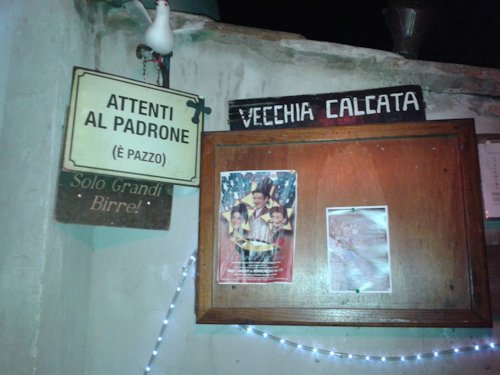 ATTENTI
AL PADRONE
(È PAZZO)
Solo Grandi
Birre!
VECCHIA CALCATA